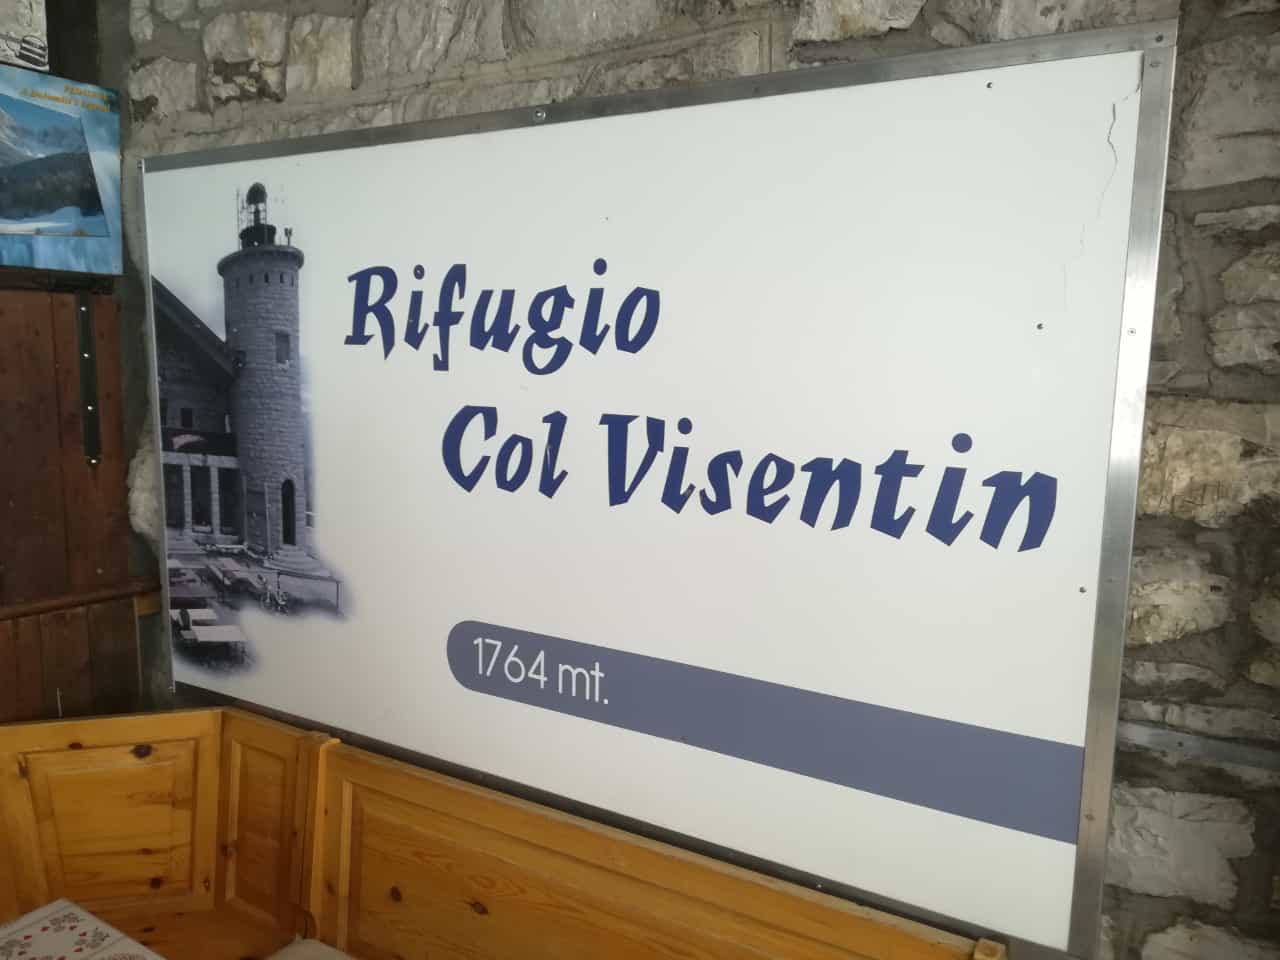 Rifugio
Col Visentin
1764 mt.